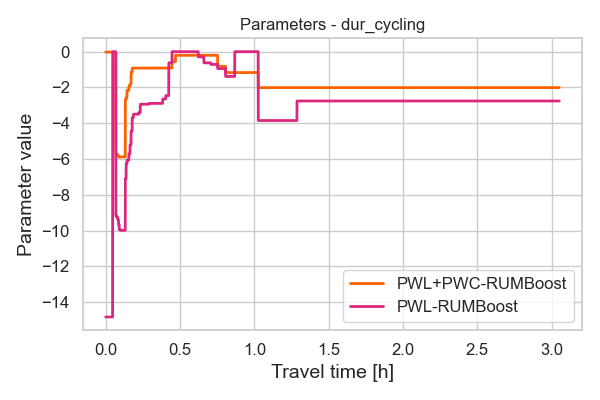 Parameters - dur_cycling
Parameter value
0
−2
−4
−6
−8
−10
−12
−14
PWL+PWC-RUMBoost
PWL-RUMBoost
0.0 0.5 1.0 1.5 2.0 2.5 3.0
Travel time [h]